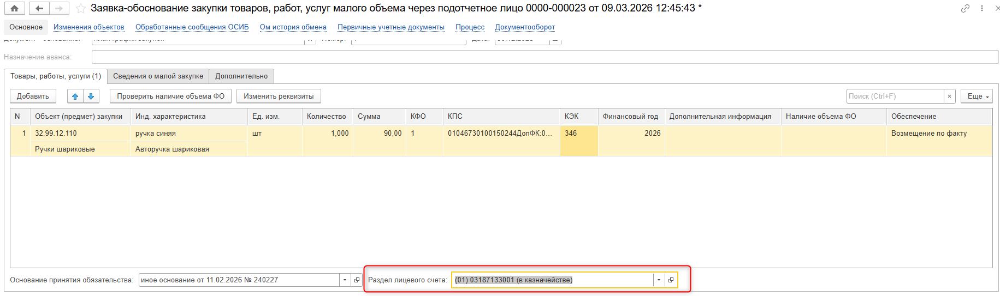 Заявка-обоснование закупки товаров, работ, услуг малого объема через подотчетное лицо 0000-000023 от 09.03.2026 12:45:43 *
Основное Изменения объектов Обработанные сообщения ОСИБ Ом история обмена Первичные учетные документы Процесс Документооборот
Назначение аванса:
Товары, работы, услуги (1) Сведения о малой закупке Дополнительно
Добавить Проверить наличие объема ФО Изменить реквизиты Поиск (Ctrl+F) × Еще
N Объект (предмет) закупки Инд. характеристика Ед. изм. Количество Сумма КФО КПС КЭК Финансовый год Дополнительная информация Наличие объема ФО Обеспечение
1 32.99.12.110 ручка синяя шт 1,000 90,00 1 01046730100150244ДопФК:0... 346 2026 Возмещение по факту
Ручки шариковые Авторучка шариковая
Основание принятия обязательства: иное основание от 11.02.2026 № 240227 Раздел лицевого счета: (01) 03187133001 (в казначействе)